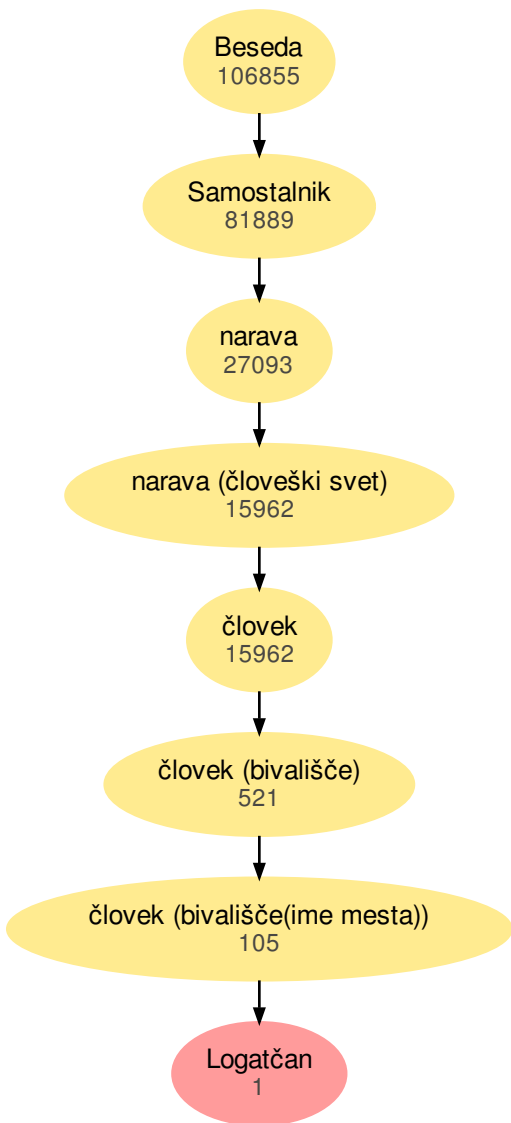 Beseda
106855
Samostalnik
81889
narava
27093
narava (človeški svet)
15962
človek
15962
človek (bivališče)
521
človek (bivališče(ime mesta))
105
Logatčan
1